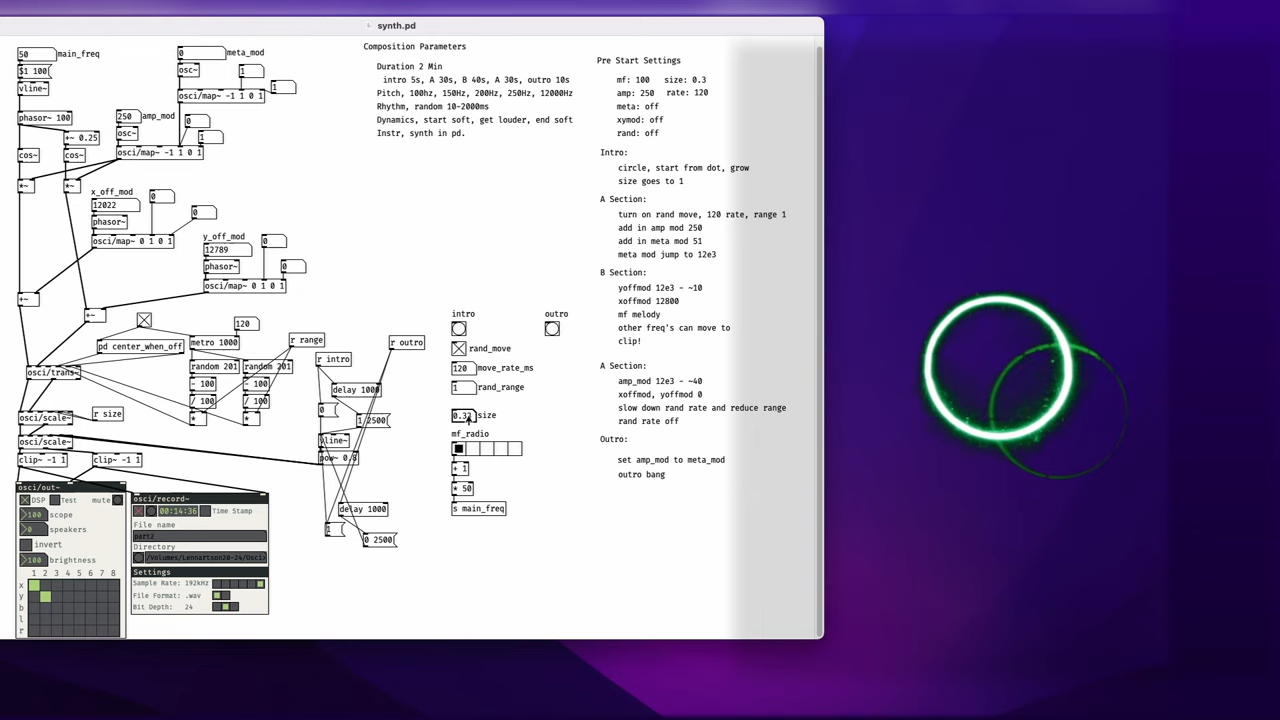 synth.pd
50 main_freq
$1 100
vline~
phasor~ 100
+~ 0.25
cos~ cos~
*~ *~
0 meta_mod
osc~
1
1
osci/map~ -1 1 0 1
250 amp_mod
osc~
0
1
osci/map~ -1 1 0 1
x_off_mod
12022
0
phasor~
0
osci/map~ 0 1 0 1
y_off_mod
12789
0
phasor~
0
osci/map~ 0 1 0 1
+~
+~
120
pd center_when_off
metro 1000
r range
random 201 random 201
- 100 - 100
/ 100 / 100
* *
osci/trans~
osci/scale~
r size
osci/scale~
clip~ -1 1 clip~ -1 1
r intro
r outro
delay 1000
0
1 2500
vline~
pow~ 0.8
delay 1000
1
0 2500
osci/out~
DSP Test mute
100 scope
0 speakers
invert
100 brightness
1 2 3 4 5 6 7 8
x
y
b
l
r
osci/record~
00:14:36 Time Stamp
File name
part2
Directory
/Volumes/Lennartson20-24/Osci
Settings
Sample Rate: 192kHz
File Format: .wav
Bit Depth: 24
Composition Parameters
Duration 2 Min
intro 5s, A 30s, B 40s, A 30s, outro 10s
Pitch, 100hz, 150Hz, 200Hz, 250Hz, 12000Hz
Rhythm, random 10-2000ms
Dynamics, start soft, get louder, end soft
Instr, synth in pd.
intro
outro
rand_move
120 move_rate_ms
1 rand_range
0.32 size
mf_radio
+ 1
* 50
s main_freq
Pre Start Settings
mf: 100 size: 0.3
amp: 250 rate: 120
meta: off
xymod: off
rand: off
Intro:
circle, start from dot, grow
size goes to 1
A Section:
turn on rand move, 120 rate, range 1
add in amp mod 250
add in meta mod 51
meta mod jump to 12e3
B Section:
yoffmod 12e3 - ~10
xoffmod 12800
mf melody
other freq's can move to
clip!
A Section:
amp_mod 12e3 - ~40
xoffmod, yoffmod 0
slow down rand rate and reduce range
rand rate off
Outro:
set amp_mod to meta_mod
outro bang